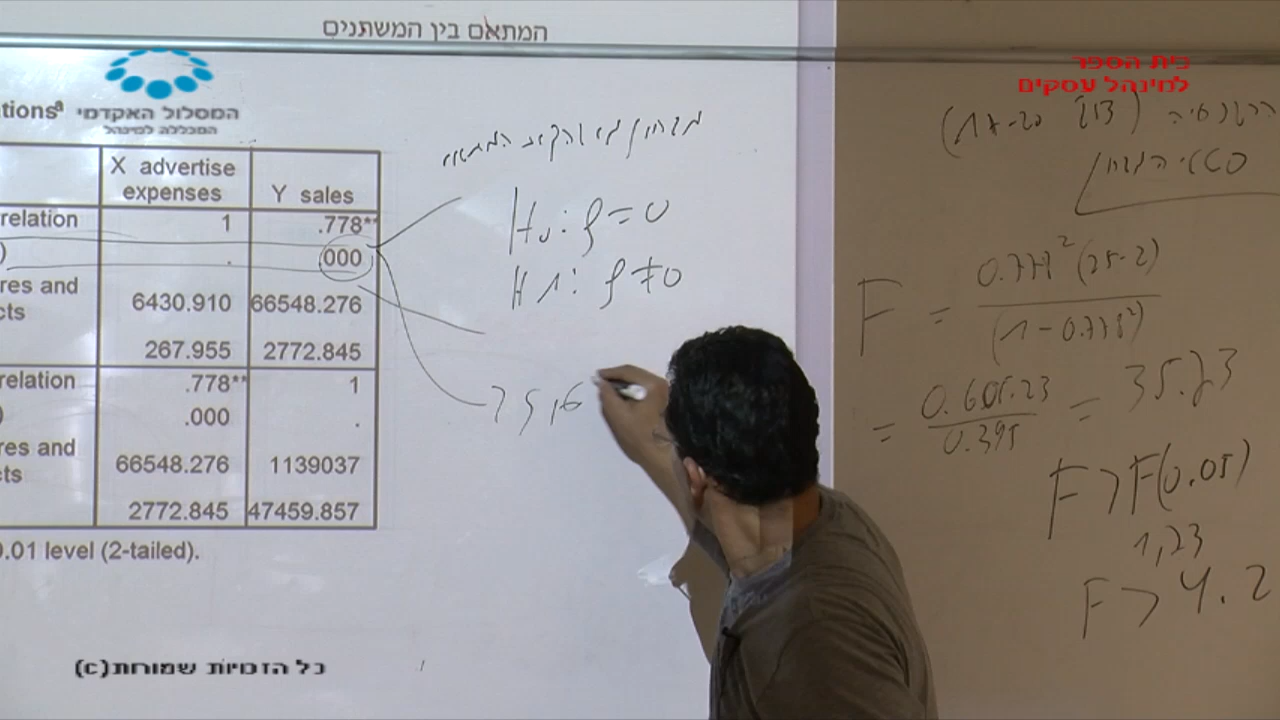 המתאם בין המשתנים
המסלול האקדמי
המכללה למינהל
בית הספר
למינהל עסקים
tionsª
X advertise expenses
Y sales
relation 1 .778**
) . 000
res and
cts 6430.910 66548.276
267.955 2772.845
relation .778** 1
) .000 .
res and
cts 66548.276 1139037
2772.845 47459.857
0.01 level (2-tailed).
כל הזכויות שמורות(c)
H0: ρ = 0
H1: ρ ≠ 0
(17-20
F = 0.778² (25-2)
(1 - 0.778²)
= 0.605.23
0.395
= 35.23
F > F(0.05)
1,23
F > 4.2